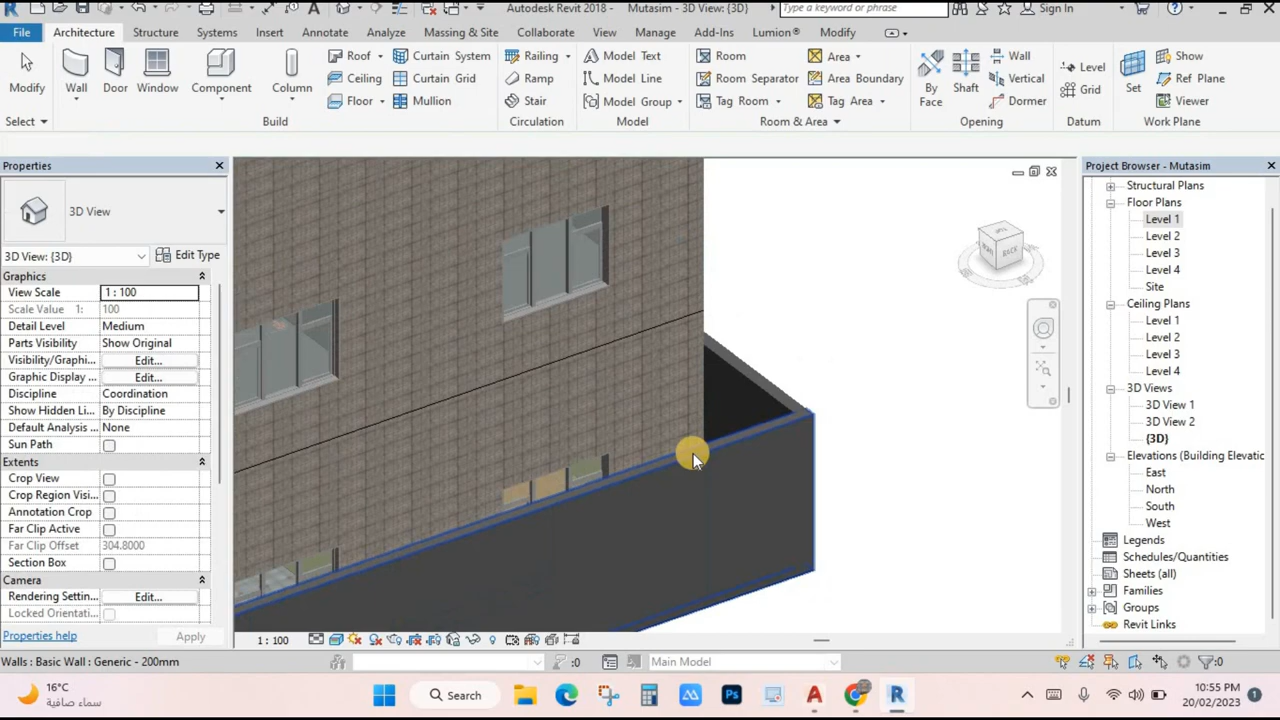 Autodesk Revit 2018 - Mutasim - 3D View: {3D}
Type a keyword or phrase
Sign In
File Architecture Structure Systems Insert Annotate Analyze Massing & Site Collaborate View Manage Add-Ins Lumion® Modify
Modify Wall Door Window Component Column
Roof Curtain System
Ceiling Curtain Grid
Floor Mullion
Railing
Ramp
Stair
Model Text
Model Line
Model Group
Room Area
Room Separator Area Boundary
Tag Room Tag Area
By Face Shaft
Wall
Vertical
Dormer
Level
Grid
Set
Show
Ref Plane
Viewer
Select Build Circulation Model Room & Area Opening Datum Work Plane
Properties
3D View
3D View: {3D} Edit Type
Graphics
View Scale 1 : 100
Scale Value 1: 100
Detail Level Medium
Parts Visibility Show Original
Visibility/Graphi... Edit...
Graphic Display ... Edit...
Discipline Coordination
Show Hidden Li... By Discipline
Default Analysis ... None
Sun Path
Extents
Crop View
Crop Region Visi...
Annotation Crop
Far Clip Active
Far Clip Offset 304.8000
Section Box
Camera
Rendering Settin... Edit...
Locked Orientati...
Properties help Apply
BACK
Project Browser - Mutasim
Structural Plans
Floor Plans
Level 1
Level 2
Level 3
Level 4
Site
Ceiling Plans
Level 1
Level 2
Level 3
Level 4
3D Views
3D View 1
3D View 2
{3D}
Elevations (Building Elevatic
East
North
South
West
Legends
Schedules/Quantities
Sheets (all)
Families
Groups
Revit Links
1 : 100
Walls : Basic Wall : Generic - 200mm
:0
Main Model
:0
16°C
سماء صافية
Search
Ps
10:55 PM
20/02/2023
1